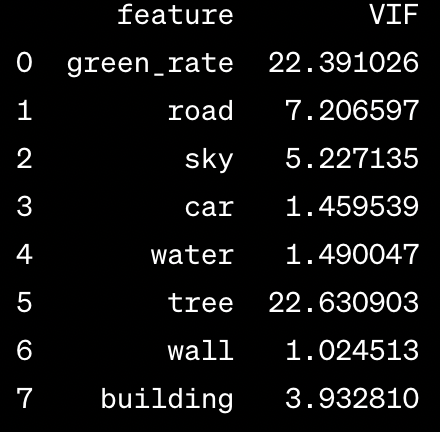 feature VIF
0 green_rate 22.391026
1 road 7.206597
2 sky 5.227135
3 car 1.459539
4 water 1.490047
5 tree 22.630903
6 wall 1.024513
7 building 3.932810